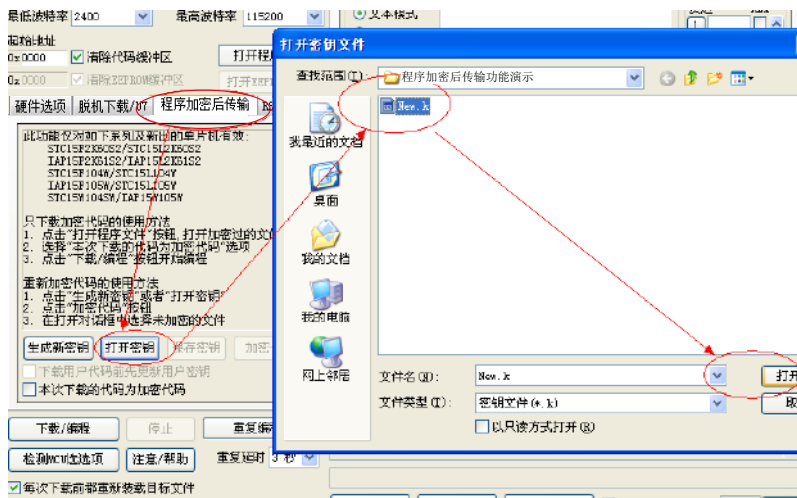 最低波特率 2400 最高波特率 115200
文本模式
起始地址
0x0000 清除代码缓冲区 打开程
0x0000 清除EEPROM缓冲区 打开EEP
硬件选项 脱机下载/U7 程序加密后传输
此功能仅对如下系列及新出的单片机有效:
STC15F2K60S2/STC15L2K60S2
IAP15F2K61S2/IAP15L2K61S2
STC15F104W/STC15L104W
IAP15F105W/STC15L105W
STC15W104SW/IAP15W105W
只下载加密代码的使用方法
1. 点击"打开程序文件"按钮,打开加密过的文
2. 选择"本次下载的代码为加密代码"选项
3. 点击"下载/编程"按钮开始编程
重新加密代码的使用方法
1. 点击"生成新密钥"或者"打开密钥"
2. 点击"加密代码"按钮
3. 在打开对话框中选择未加密的文件
生成新密钥 打开密钥 保存密钥 加密
下载用户代码前先更新用户密钥
本次下载的代码为加密代码
下载/编程 停止 重复编
检测MCU选项 注意/帮助 重复延时 3 秒
每次下载前都重新装载目标文件
打开密钥文件
查找范围(I): 程序加密后传输功能演示
New.k
我最近的文档
桌面
我的文档
我的电脑
网上邻居
文件名(N): New.k 打开
文件类型(T): 密钥文件(*.k) 取
以只读方式打开(R)